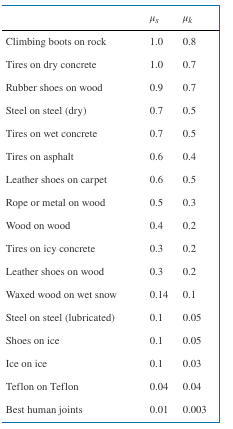 μs μk
Climbing boots on rock 1.0 0.8
Tires on dry concrete 1.0 0.7
Rubber shoes on wood 0.9 0.7
Steel on steel (dry) 0.7 0.5
Tires on wet concrete 0.7 0.5
Tires on asphalt 0.6 0.4
Leather shoes on carpet 0.6 0.5
Rope or metal on wood 0.5 0.3
Wood on wood 0.4 0.2
Tires on icy concrete 0.3 0.2
Leather shoes on wood 0.3 0.2
Waxed wood on wet snow 0.14 0.1
Steel on steel (lubricated) 0.1 0.05
Shoes on ice 0.1 0.05
Ice on ice 0.1 0.03
Teflon on Teflon 0.04 0.04
Best human joints 0.01 0.003